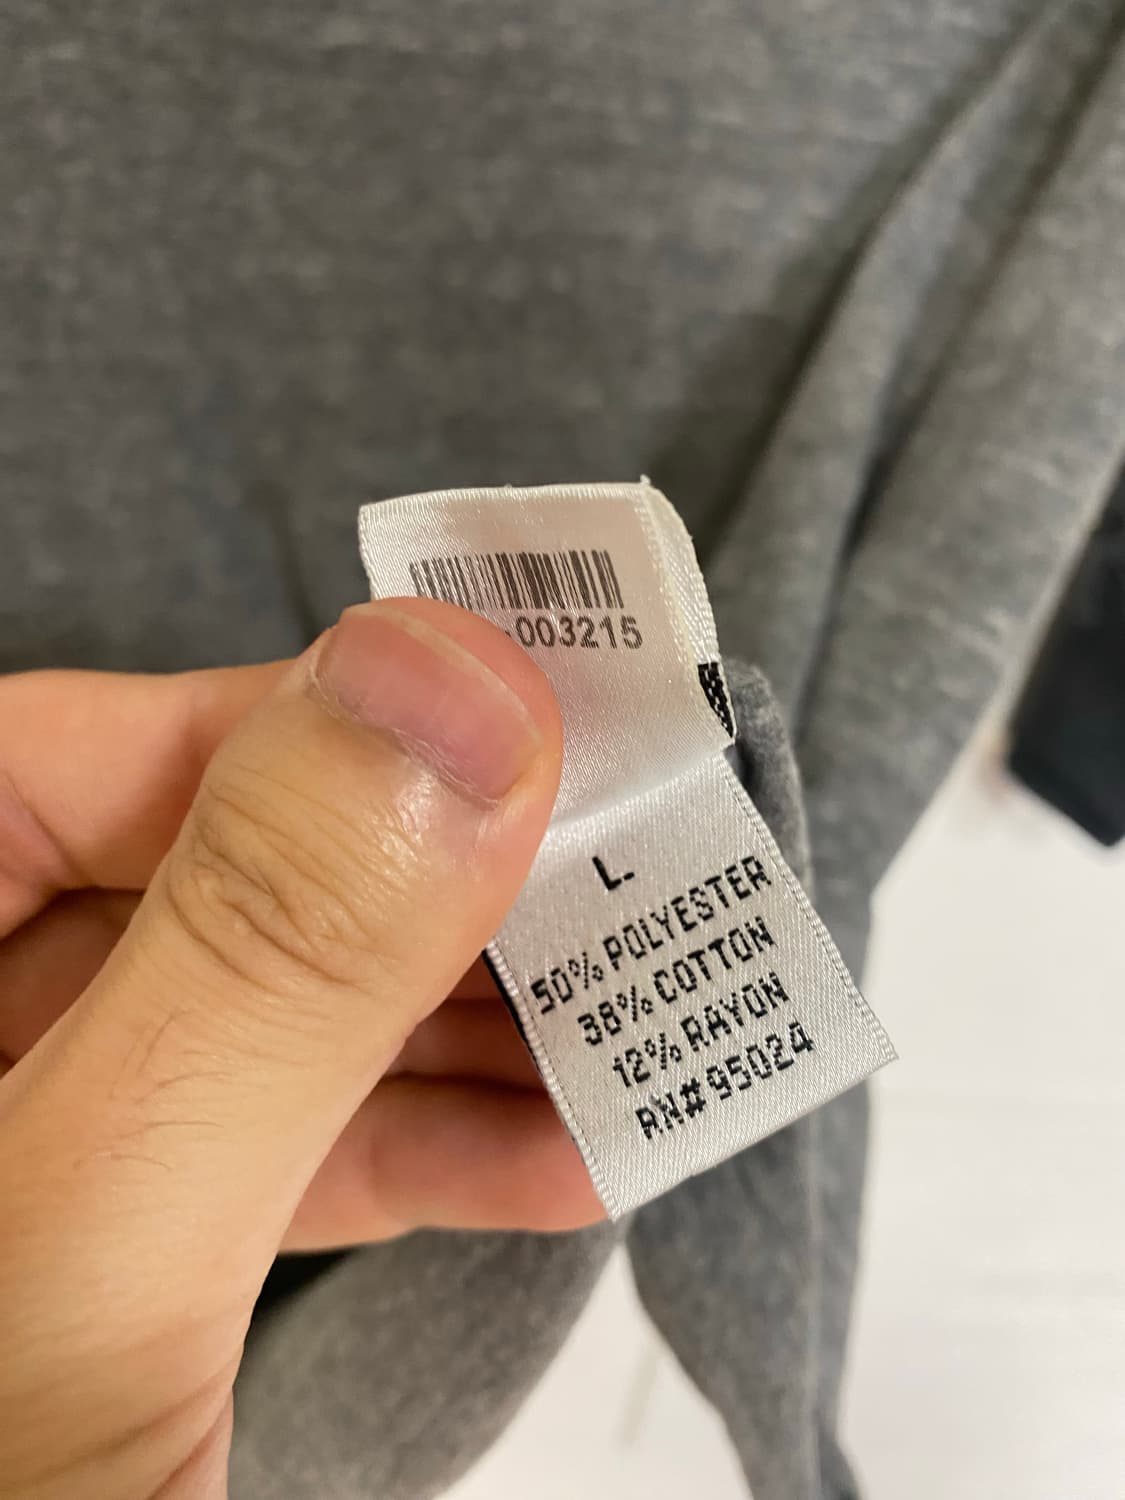 -003215
L.
50% POLYESTER
38% COTTON
12% RAYON
RN#95024